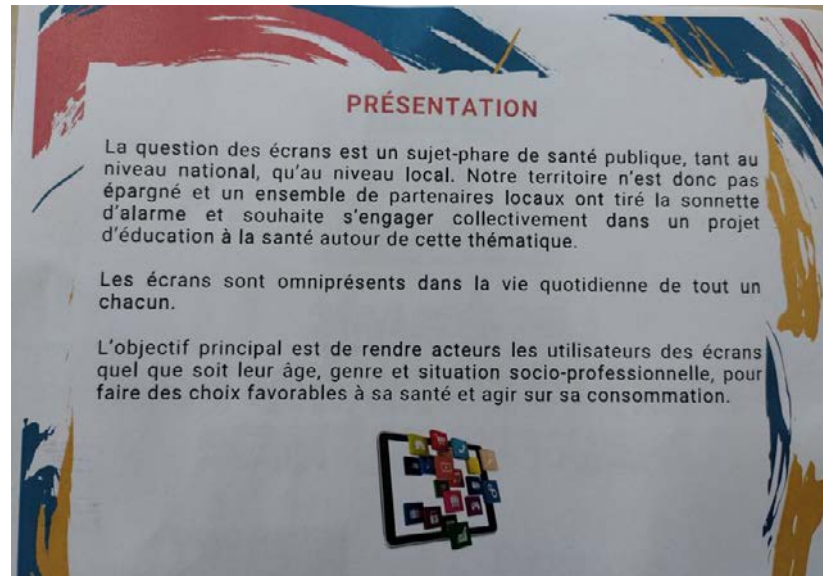 PRÉSENTATION
La question des écrans est un sujet-phare de santé publique, tant au
niveau national, qu'au niveau local. Notre territoire n'est donc pas
épargné et un ensemble de partenaires locaux ont tiré la sonnette
d'alarme et souhaite s'engager collectivement dans un projet
d'éducation à la santé autour de cette thématique.
Les écrans sont omniprésents dans la vie quotidienne de tout un
chacun.
L'objectif principal est de rendre acteurs les utilisateurs des écrans
quel que soit leur âge, genre et situation socio-professionnelle, pour
faire des choix favorables à sa santé et agir sur sa consommation.